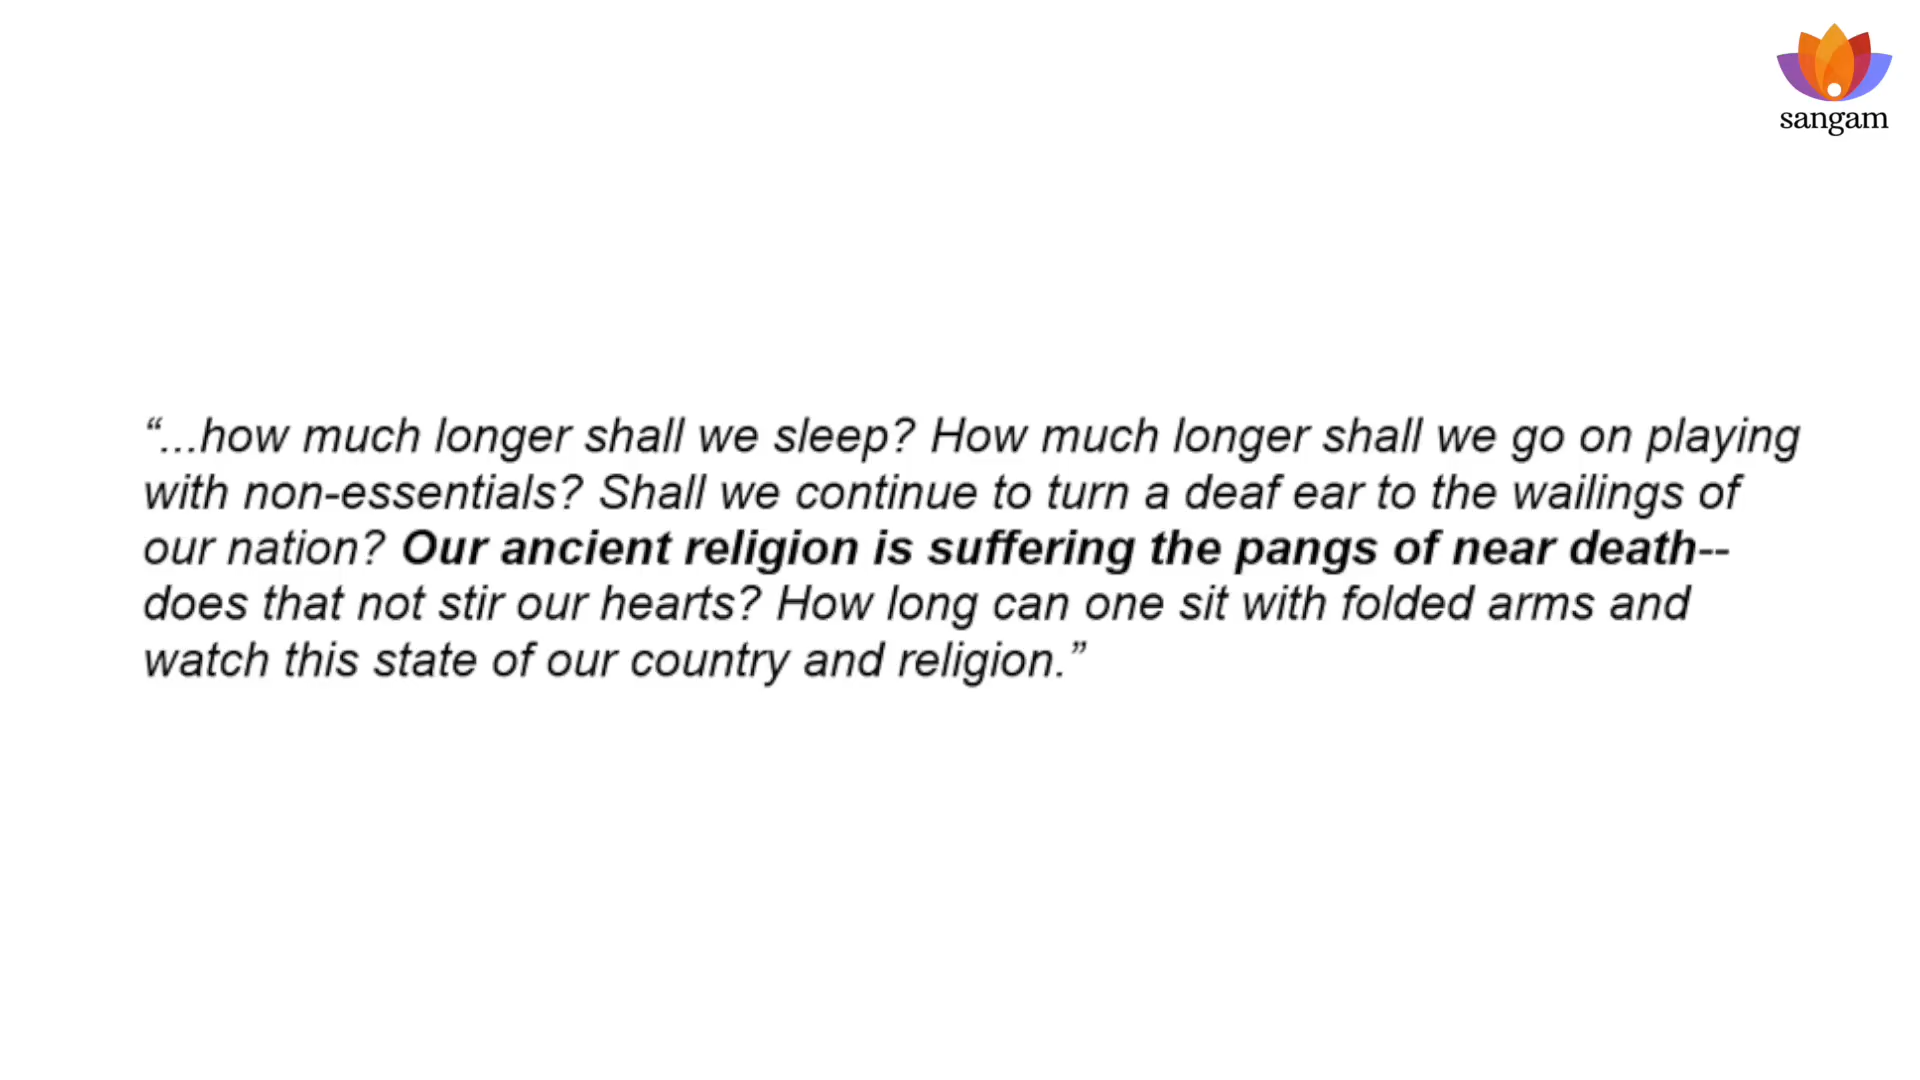 sangam
“...how much longer shall we sleep? How much longer shall we go on playing
with non-essentials? Shall we continue to turn a deaf ear to the wailings of
our nation? Our ancient religion is suffering the pangs of near death--
does that not stir our hearts? How long can one sit with folded arms and
watch this state of our country and religion.”